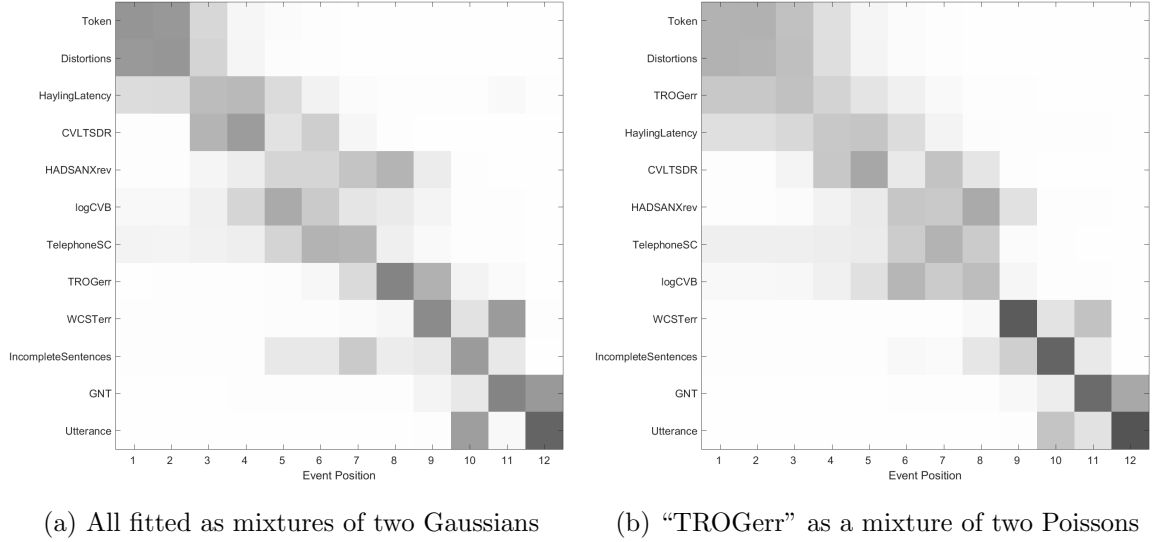 Token
Distortions
HaylingLatency
CVLTSDR
HADSANXrev
logCVB
TelephoneSC
TROGerr
WCSTerr
IncompleteSentences
GNT
Utterance
1 2 3 4 5 6 7 8 9 10 11 12
Event Position
(a) All fitted as mixtures of two Gaussians
Token
Distortions
TROGerr
HaylingLatency
CVLTSDR
HADSANXrev
TelephoneSC
logCVB
WCSTerr
IncompleteSentences
GNT
Utterance
1 2 3 4 5 6 7 8 9 10 11 12
Event Position
(b) “TROGerr” as a mixture of two Poissons